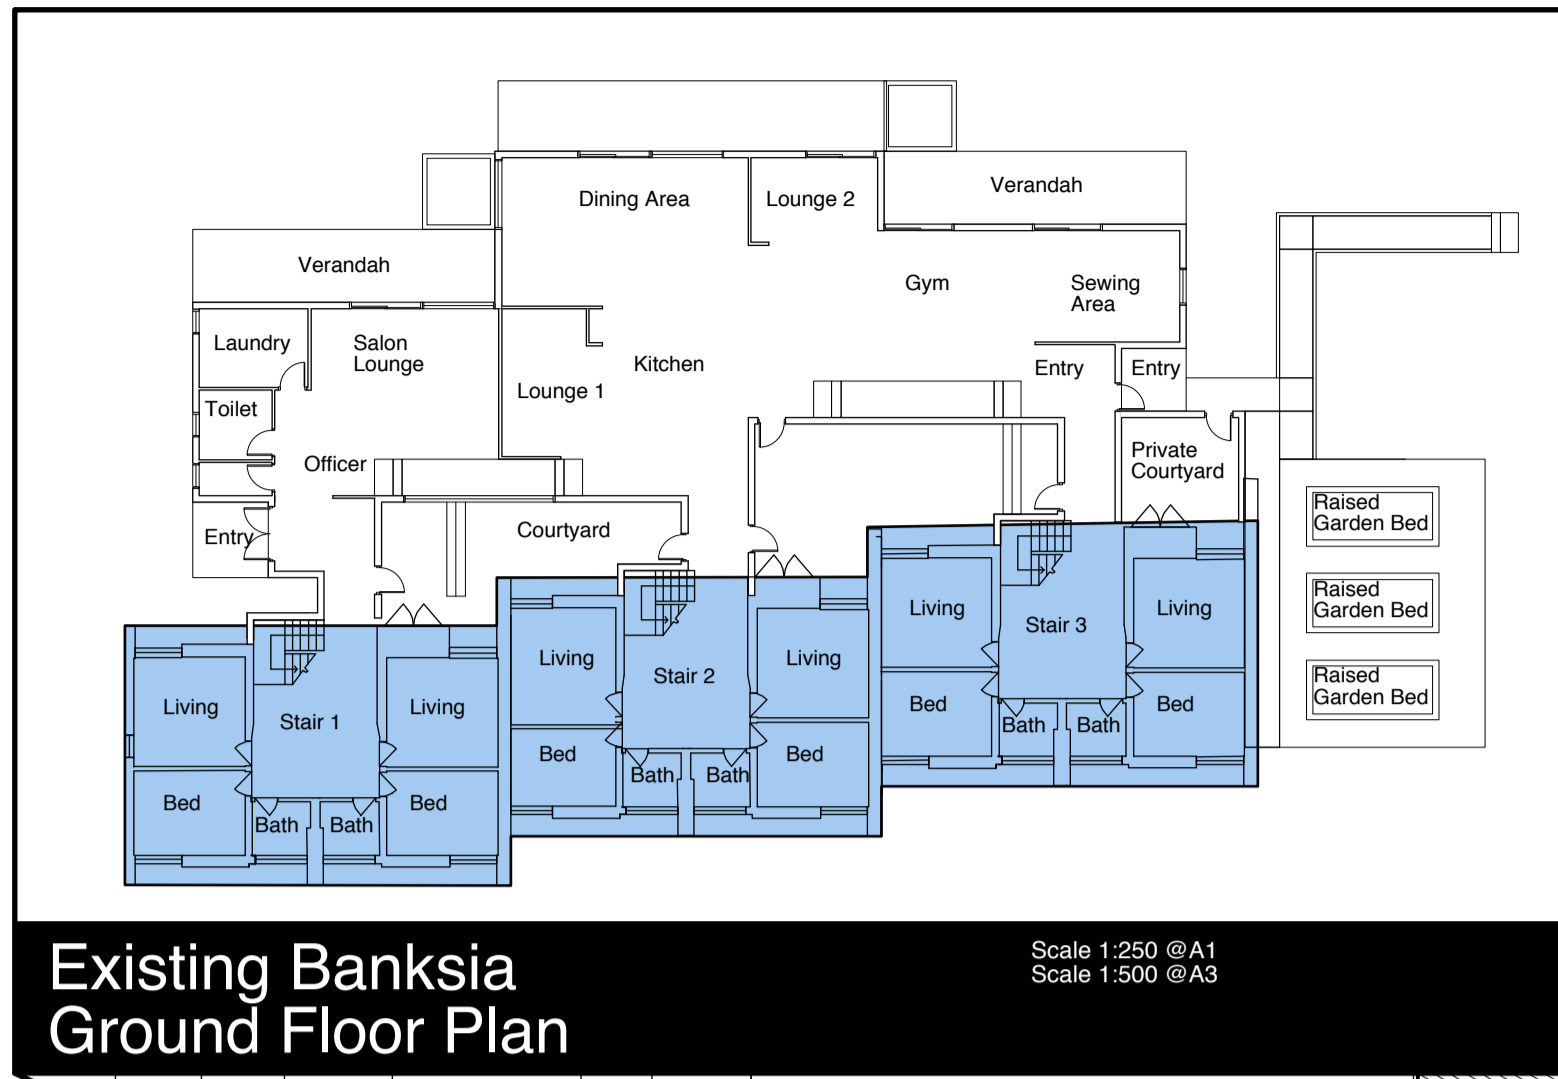 Dining Area
Lounge 2
Verandah
Verandah
Gym
Sewing
Area
Laundry
Salon
Lounge
Kitchen
Entry
Entry
Lounge 1
Toilet
Officer
Private
Courtyard
Entry
Courtyard
Raised
Garden Bed
Raised
Garden Bed
Raised
Garden Bed
Living
Stair 1
Living
Bed
Bath
Bath
Bed
Living
Stair 2
Living
Bed
Bath
Bath
Bed
Living
Stair 3
Living
Bed
Bath
Bath
Bed
Existing Banksia
Ground Floor Plan
Scale 1:250 @A1
Scale 1:500 @A3